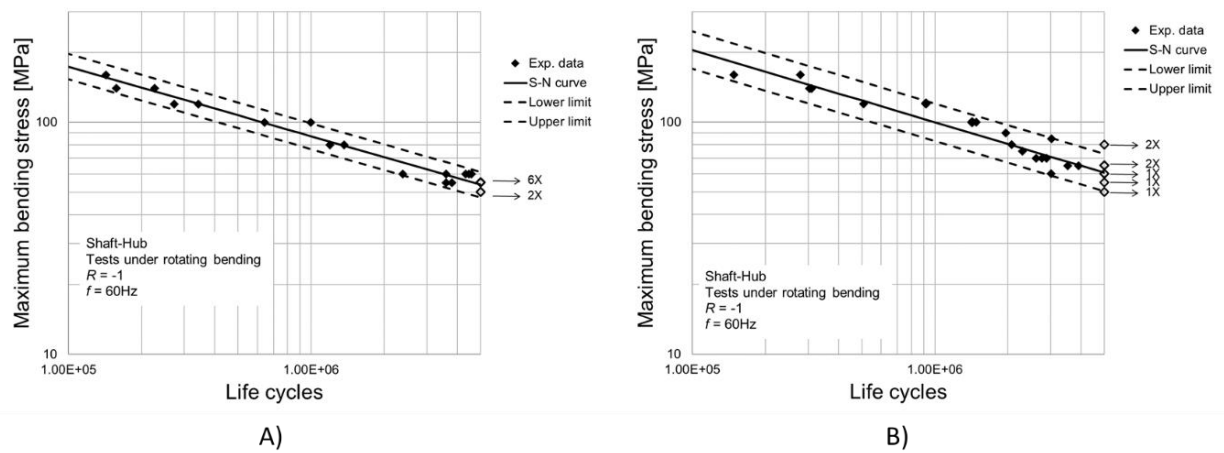 Maximum bending stress [MPa]
100
10
1.00E+05
1.00E+06
Life cycles
Exp. data
S-N curve
Lower limit
Upper limit
6X
2X
Shaft-Hub
Tests under rotating bending
R = -1
f = 60Hz
A)
Maximum bending stress [MPa]
100
10
1.00E+05
1.00E+06
Life cycles
Exp. data
S-N curve
Lower limit
Upper limit
2X
2X
1X
1X
1X
Shaft-Hub
Tests under rotating bending
R = -1
f = 60Hz
B)